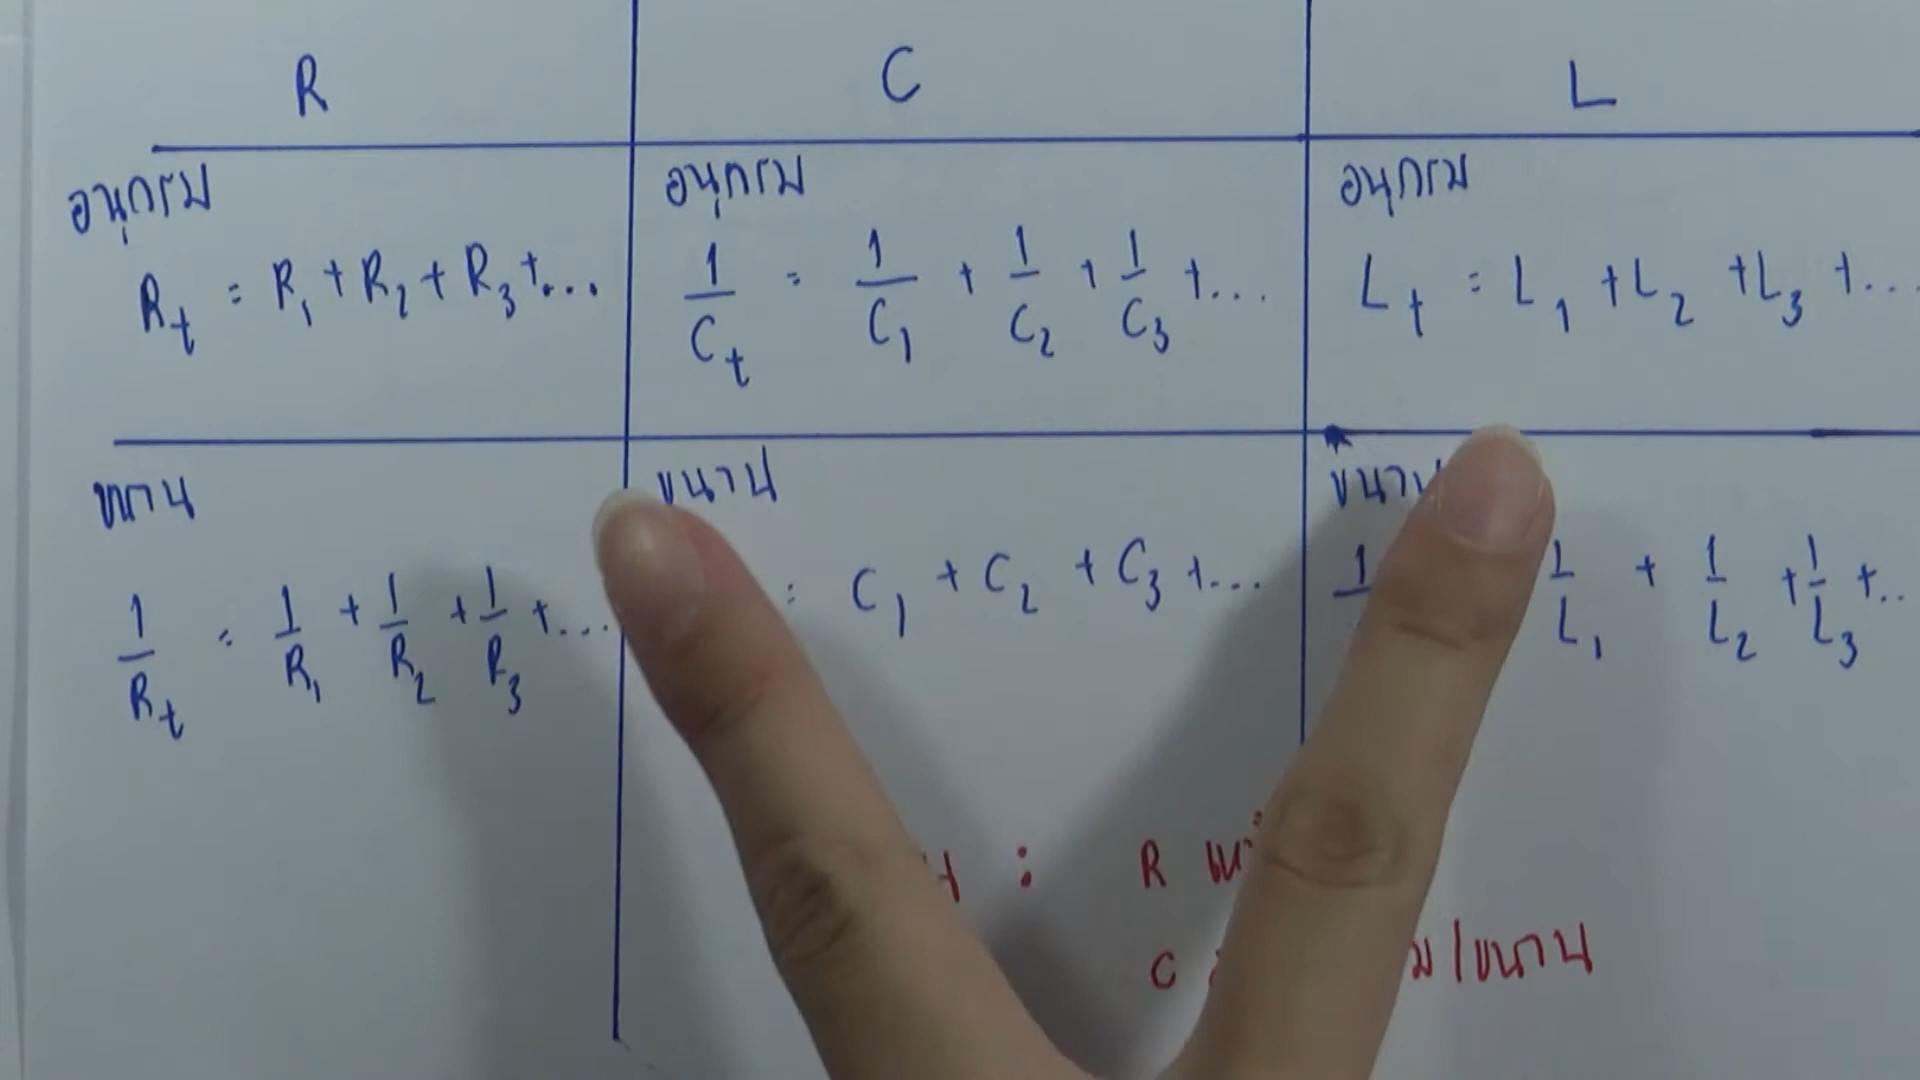 R C L
อนุกรม อนุกรม อนุกรม
Rt = R1 + R2 + R3 + ... 1/Ct = 1/C1 + 1/C2 + 1/C3 + ... Lt = L1 + L2 + L3 + ...
ขนาน ขนาน
1/Rt = 1/R1 + 1/R2 + 1/R3 + ... = C1 + C2 + C3 + ... 1/L1 + 1/L2 + 1/L3 + ..
: R
C /ขนาน